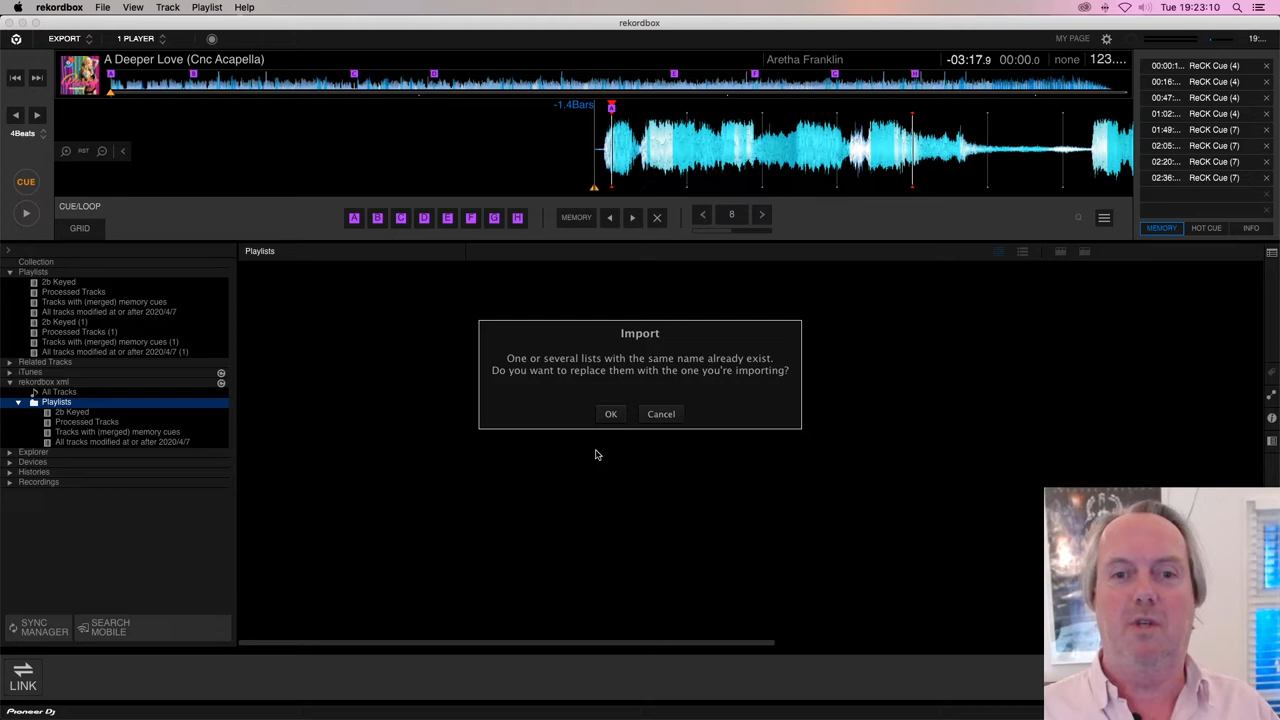 rekordbox File View Track Playlist Help Tue 19:23:10
rekordbox
EXPORT 1 PLAYER MY PAGE 19:...
A Deeper Love (Cnc Acapella) Aretha Franklin -03:17.9 00:00.0 none 123....
A B C D E F G H
-1.4Bars
A
4Beats
RST
CUE
CUE/LOOP
GRID
A B C D E F G H MEMORY 8
00:00:1... ReCK Cue (4)
00:16:... ReCK Cue (4)
00:47:... ReCK Cue (4)
01:02:... ReCK Cue (4)
01:49:... ReCK Cue (7)
02:05:... ReCK Cue (7)
02:20:... ReCK Cue (7)
02:36:... ReCK Cue (7)
MEMORY HOT CUE INFO
Collection
Playlists
2b Keyed
Processed Tracks
Tracks with (merged) memory cues
All tracks modified at or after 2020/4/7
2b Keyed (1)
Processed Tracks (1)
Tracks with (merged) memory cues (1)
All tracks modified at or after 2020/4/7 (1)
Related Tracks
iTunes
rekordbox xml
All Tracks
Playlists
2b Keyed
Processed Tracks
Tracks with (merged) memory cues
All tracks modified at or after 2020/4/7
Explorer
Devices
Histories
Recordings
Playlists
Import
One or several lists with the same name already exist.
Do you want to replace them with the one you're importing?
OK Cancel
SYNC
MANAGER
SEARCH
MOBILE
LINK
Pioneer Dj